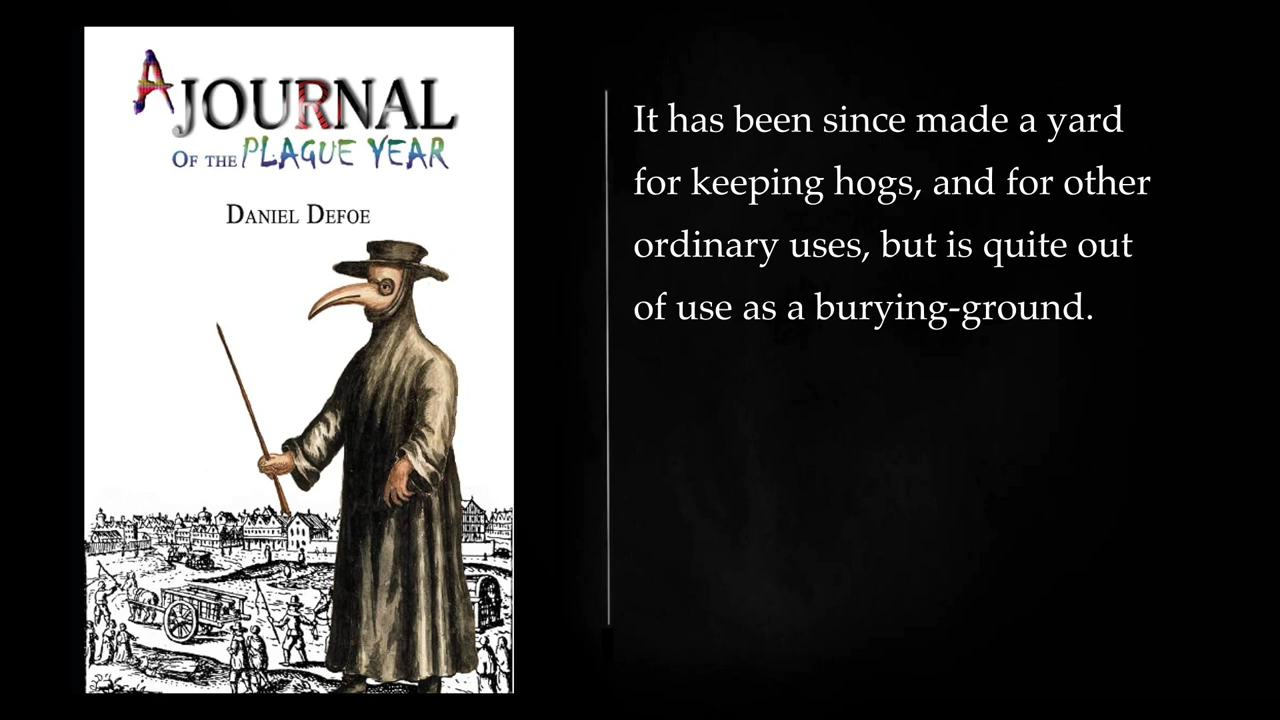 A JOURNAL
OF THE PLAGUE YEAR
DANIEL DEFOE
It has been since made a yard
for keeping hogs, and for other
ordinary uses, but is quite out
of use as a burying-ground.